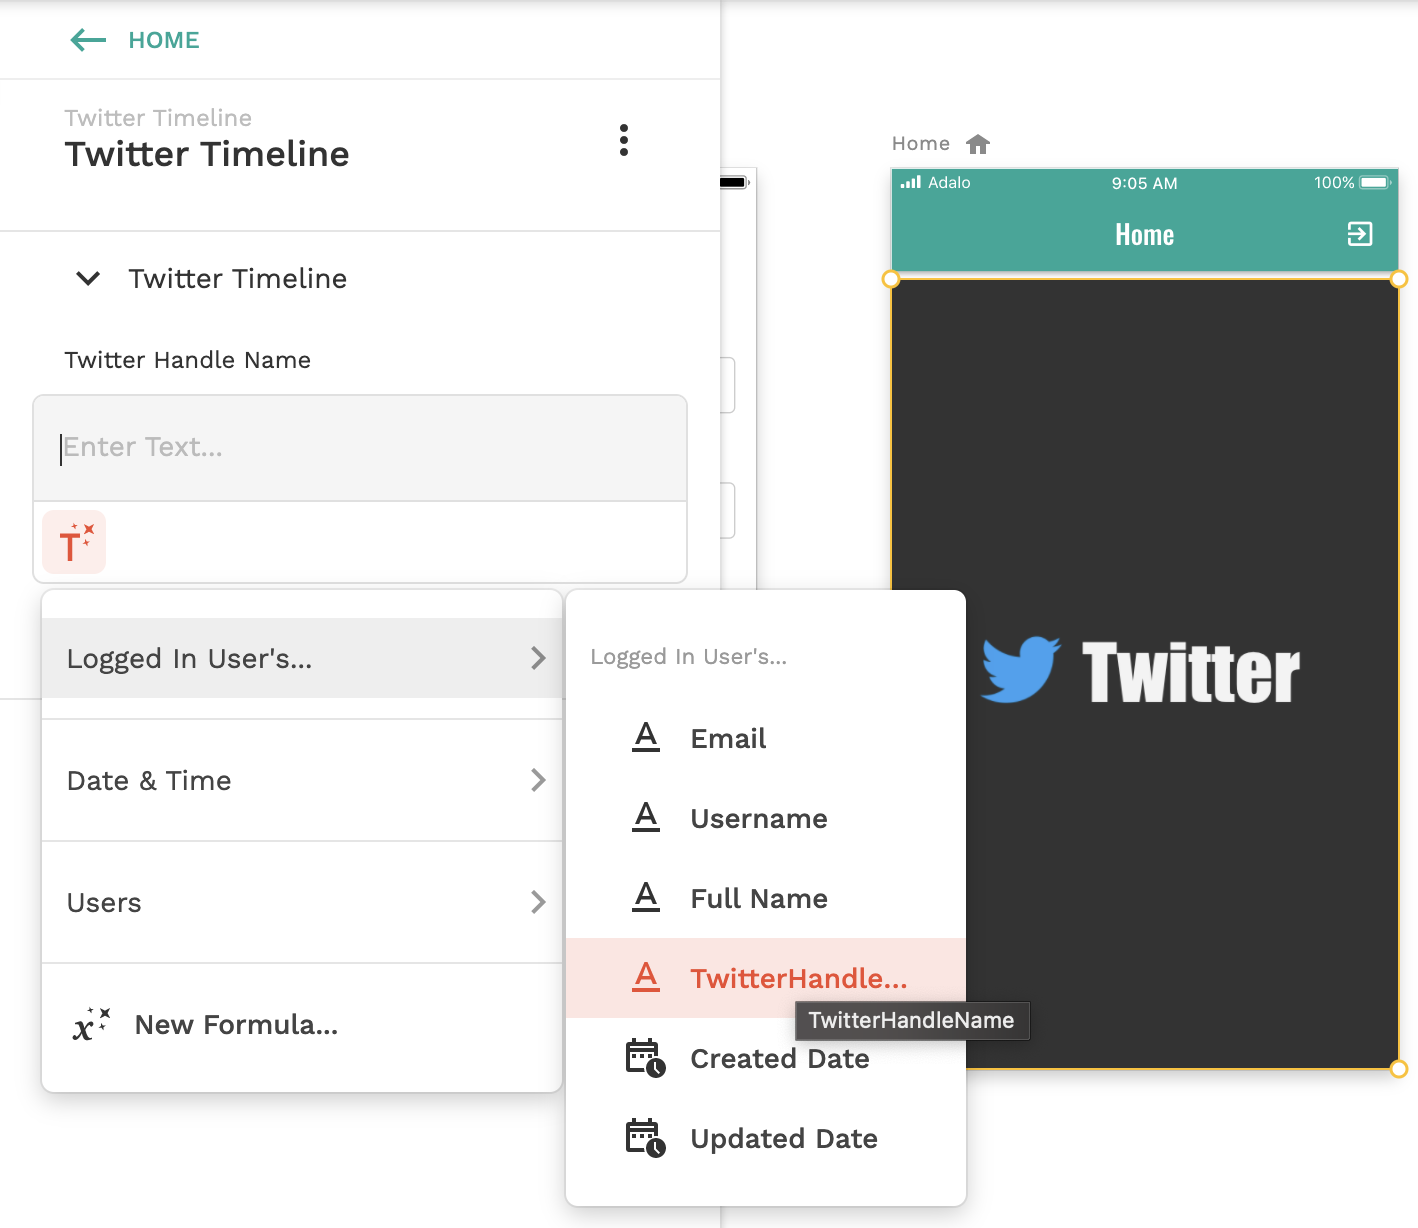 HOME
Twitter Timeline
Twitter Timeline
Twitter Timeline
Twitter Handle Name
Enter Text...
T
Logged In User's...
Date & Time
Users
x New Formula...
Logged In User's...
A Email
A Username
A Full Name
A TwitterHandle...
TwitterHandleName
Created Date
Updated Date
Home
Adalo 9:05 AM 100%
Home
Twitter